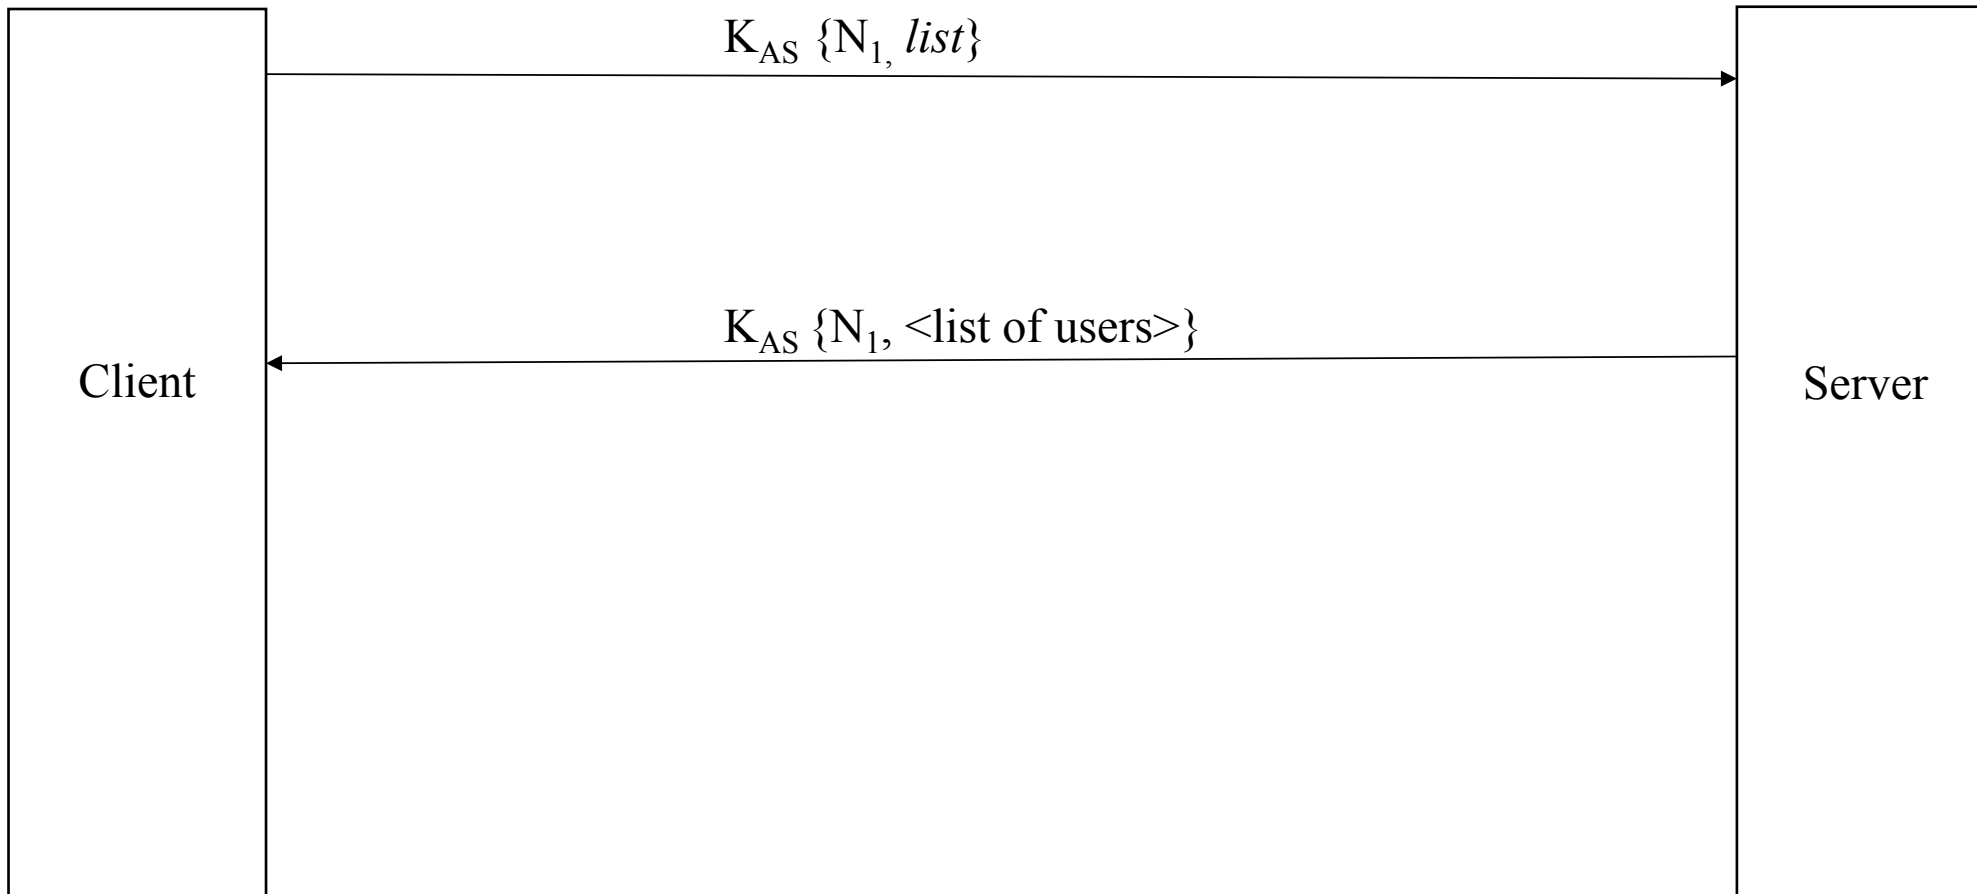 K_AS {N_1, list}
K_AS {N_1, <list of users>}
Client
Server